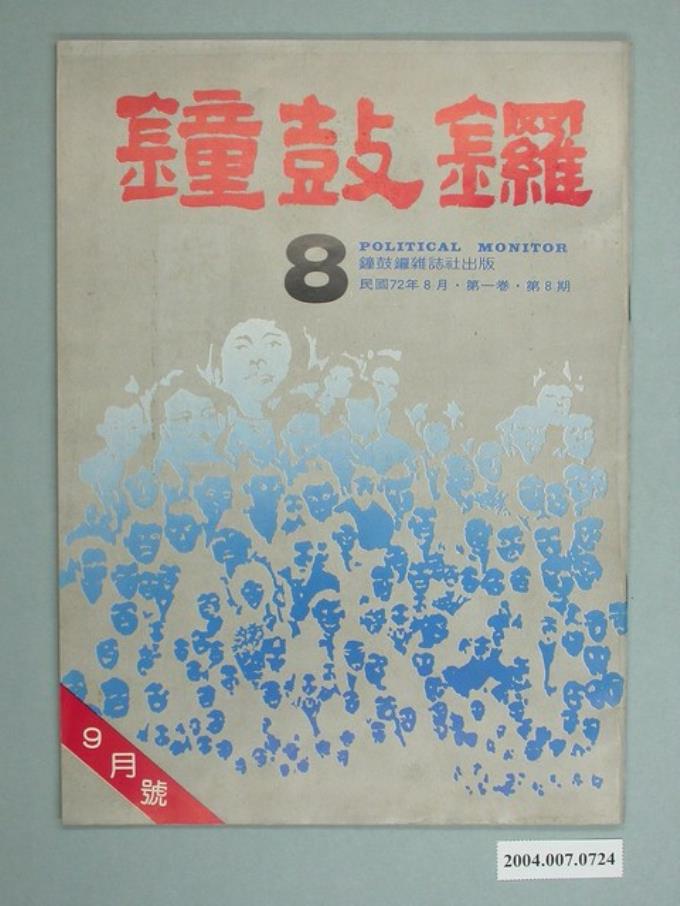 鐘鼓鑼
8
POLITICAL MONITOR
鐘鼓鑼雜誌社出版
民國72年8月・第一卷・第8期
9月號
2004.007.0724